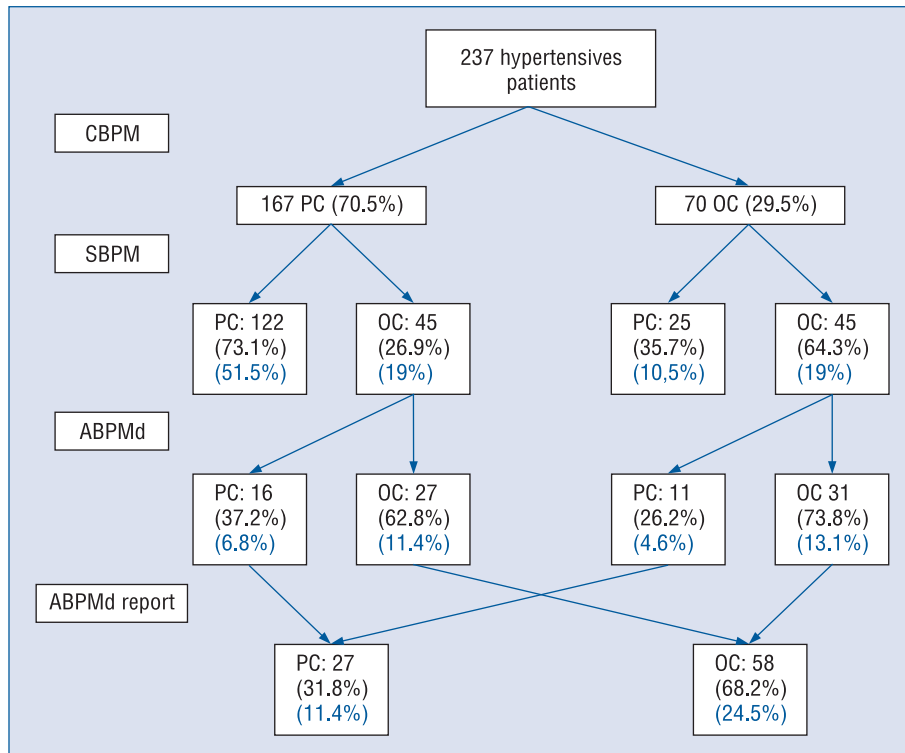 237 hypertensives
patients
CBPM
167 PC (70.5%)
70 OC (29.5%)
SBPM
PC: 122
(73.1%)
(51.5%)
OC: 45
(26.9%)
(19%)
PC: 25
(35.7%)
(10,5%)
OC: 45
(64.3%)
(19%)
ABPMd
PC: 16
(37.2%)
(6.8%)
OC: 27
(62.8%)
(11.4%)
PC: 11
(26.2%)
(4.6%)
OC 31
(73.8%)
(13.1%)
ABPMd report
PC: 27
(31.8%)
(11.4%)
OC: 58
(68.2%)
(24.5%)